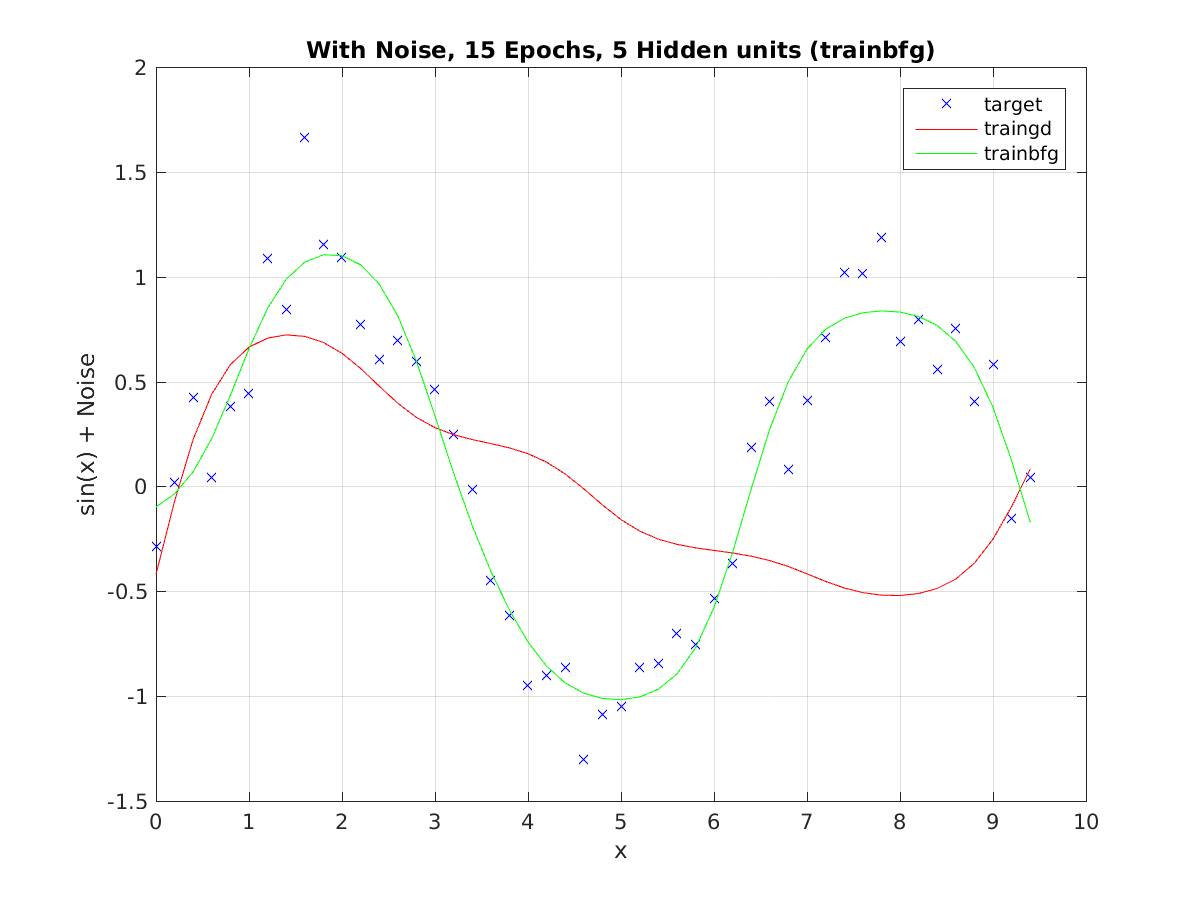 With Noise, 15 Epochs, 5 Hidden units (trainbfg)
target
traingd
trainbfg
2
1.5
1
0.5
0
-0.5
-1
-1.5
sin(x) + Noise
0 1 2 3 4 5 6 7 8 9 10
x